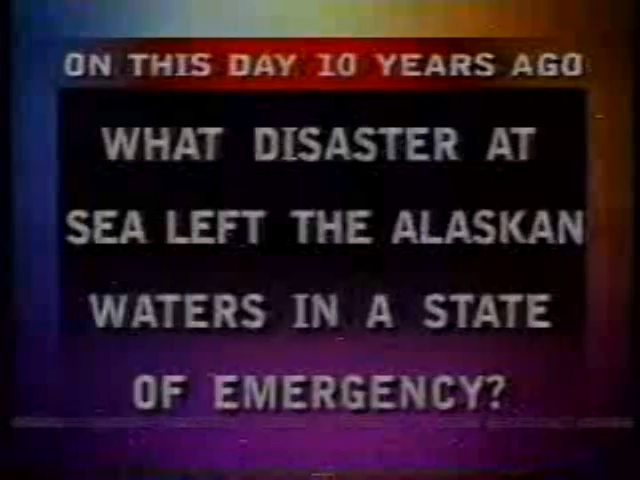 ON THIS DAY 10 YEARS AGO
WHAT DISASTER AT
SEA LEFT THE ALASKAN
WATERS IN A STATE
OF EMERGENCY?